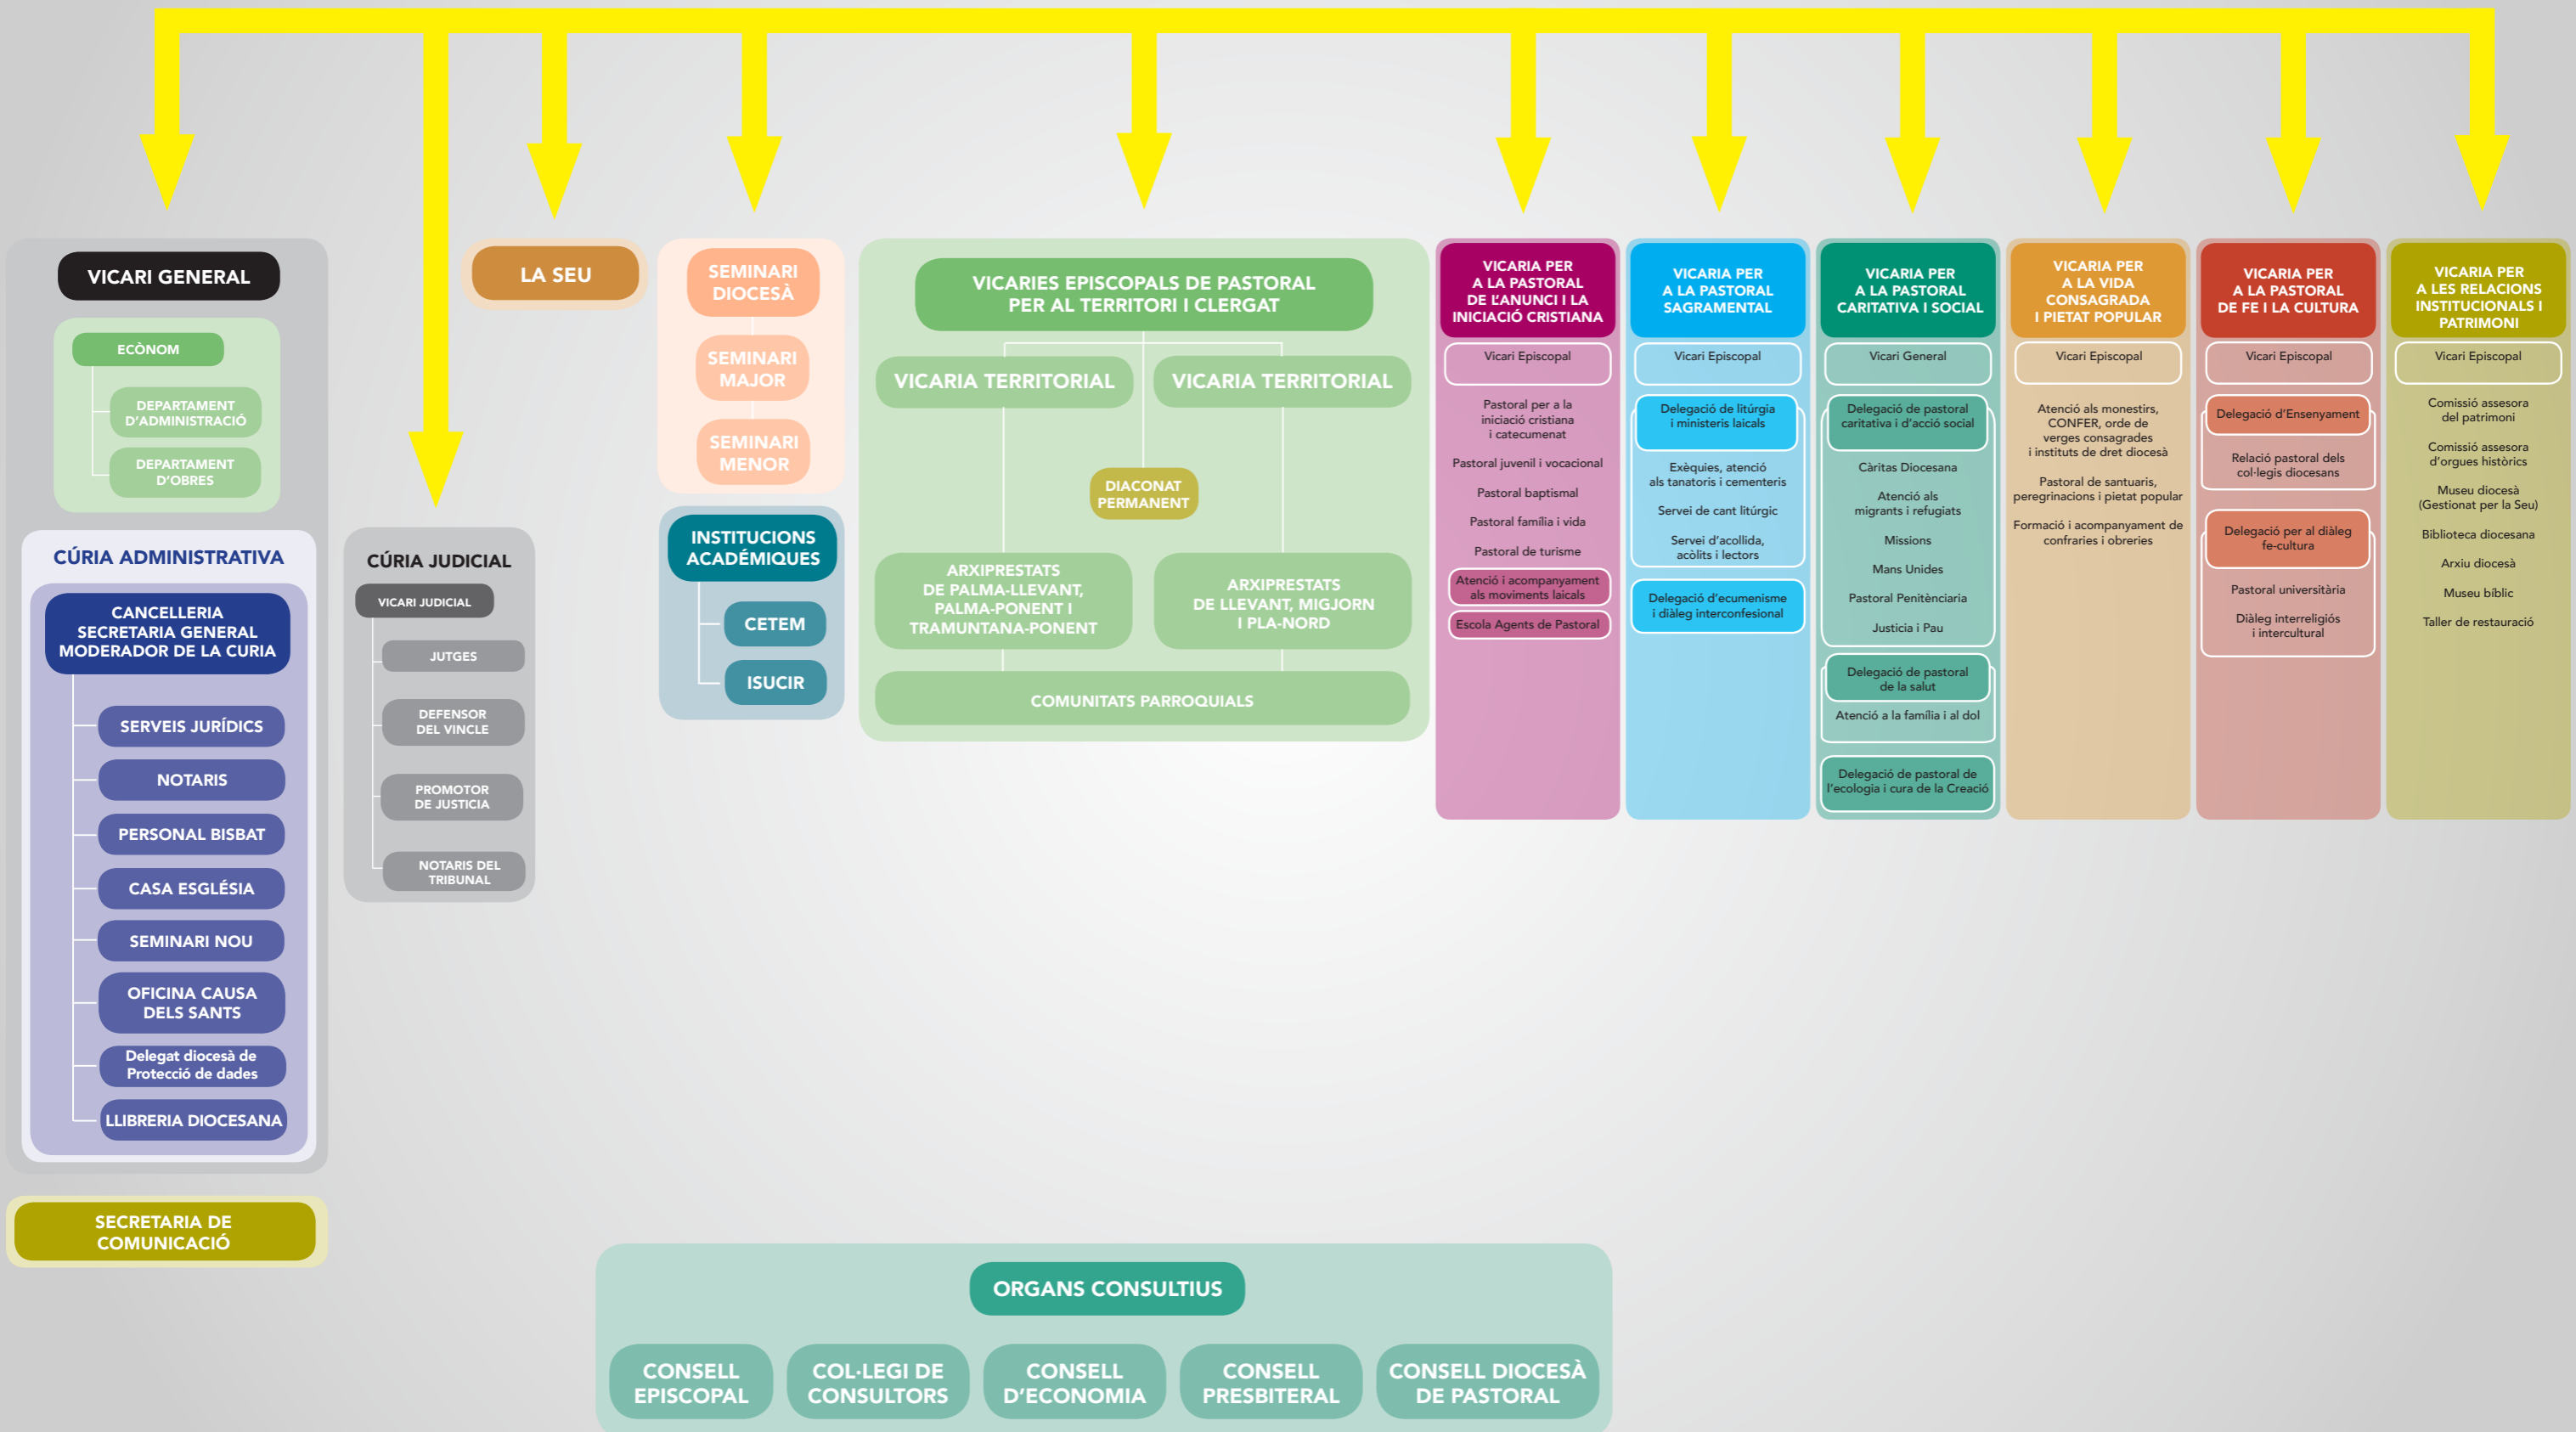 VICARI GENERAL
ECÒNOM
DEPARTAMENT
D'ADMINISTRACIÓ
DEPARTAMENT
D'OBRES
CÚRIA ADMINISTRATIVA
CANCELLERIA
SECRETARIA GENERAL
MODERADOR DE LA CURIA
SERVEIS JURÍDICS
NOTARIS
PERSONAL BISBAT
CASA ESGLÉSIA
SEMINARI NOU
OFICINA CAUSA
DELS SANTS
Delegat diocesà de
Protecció de dades
LLIBRERIA DIOCESANA
SECRETARIA DE
COMUNICACIÓ
CÚRIA JUDICIAL
VICARI JUDICIAL
JUTGES
DEFENSOR
DEL VINCLE
PROMOTOR
DE JUSTICIA
NOTARIS DEL
TRIBUNAL
LA SEU
SEMINARI
DIOCESÀ
SEMINARI
MAJOR
SEMINARI
MENOR
INSTITUCIONS
ACADÉMIQUES
CETEM
ISUCIR
VICARIES EPISCOPALS DE PASTORAL
PER AL TERRITORI I CLERGAT
VICARIA TERRITORIAL
VICARIA TERRITORIAL
DIACONAT
PERMANENT
ARXIPRESTATS
DE PALMA-LLEVANT,
PALMA-PONENT I
TRAMUNTANA-PONENT
ARXIPRESTATS
DE LLEVANT, MIGJORN
I PLA-NORD
COMUNITATS PARROQUIALS
VICARIA PER
A LA PASTORAL
DE L'ANUNCI I LA
INICIACIÓ CRISTIANA
Vicari Episcopal
Pastoral per a la
iniciació cristiana
i catecumenat
Pastoral juvenil i vocacional
Pastoral baptismal
Pastoral família i vida
Pastoral de turisme
Atenció i acompanyament
als moviments laicals
Escola Agents de Pastoral
VICARIA PER
A LA PASTORAL
SAGRAMENTAL
Vicari Episcopal
Delegació de litúrgia
i ministeris laicals
Exèquies, atenció
als tanatoris i cementeris
Servei de cant litúrgic
Servei d'acollida,
acòlits i lectors
Delegació d'ecumenisme
i diàleg interconfesional
VICARIA PER
A LA PASTORAL
CARITATIVA I SOCIAL
Vicari General
Delegació de pastoral
caritativa i d'acció social
Càritas Diocesana
Atenció als
migrants i refugiats
Missions
Mans Unides
Pastoral Penitènciaria
Justicia i Pau
Delegació de pastoral
de la salut
Atenció a la família i al dol
Delegació de pastoral de
l'ecologia i cura de la Creació
VICARIA PER
A LA VIDA
CONSAGRADA
I PIETAT POPULAR
Vicari Episcopal
Atenció als monestirs,
CONFER, orde de
verges consagrades
i instituts de dret diocesà
Pastoral de santuaris,
peregrinacions i pietat popular
Formació i acompanyament de
confraries i obreries
VICARIA PER
A LA PASTORAL
DE FE I LA CULTURA
Vicari Episcopal
Delegació d'Ensenyament
Relació pastoral dels
col·legis diocesans
Delegació per al diàleg
fe-cultura
Pastoral universitària
Diàleg interreligiós
i intercultural
VICARIA PER
A LES RELACIONS
INSTITUCIONALS I
PATRIMONI
Vicari Episcopal
Comissió assesora
del patrimoni
Comissió assesora
d'orgues històrics
Museu diocesà
(Gestionat per la Seu)
Biblioteca diocesana
Arxiu diocesà
Museu bíblic
Taller de restauració
ORGANS CONSULTIUS
CONSELL
EPISCOPAL
COL·LEGI DE
CONSULTORS
CONSELL
D'ECONOMIA
CONSELL
PRESBITERAL
CONSELL DIOCESÀ
DE PASTORAL